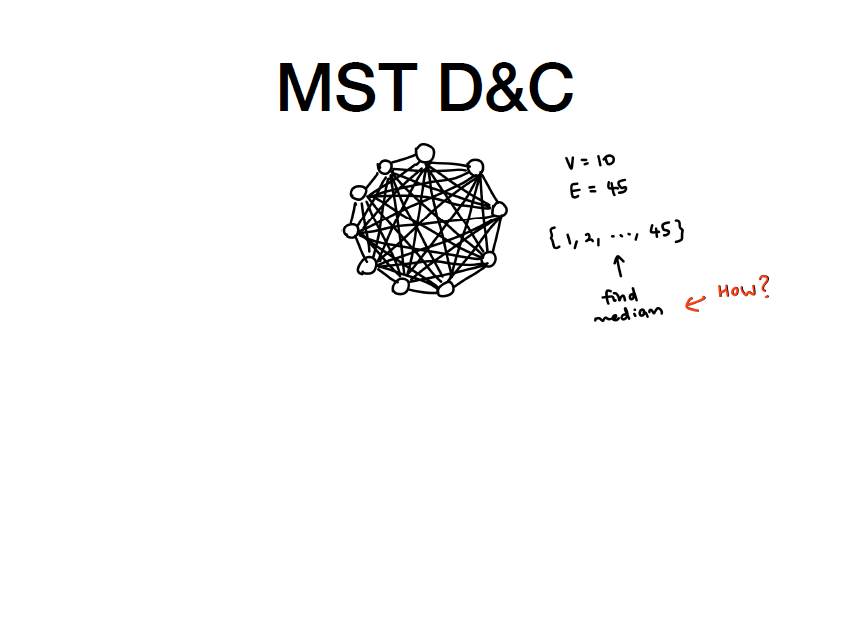 MST D&C
V = 10
E = 45
{1, 2, ..., 45}
find
median
HOW?